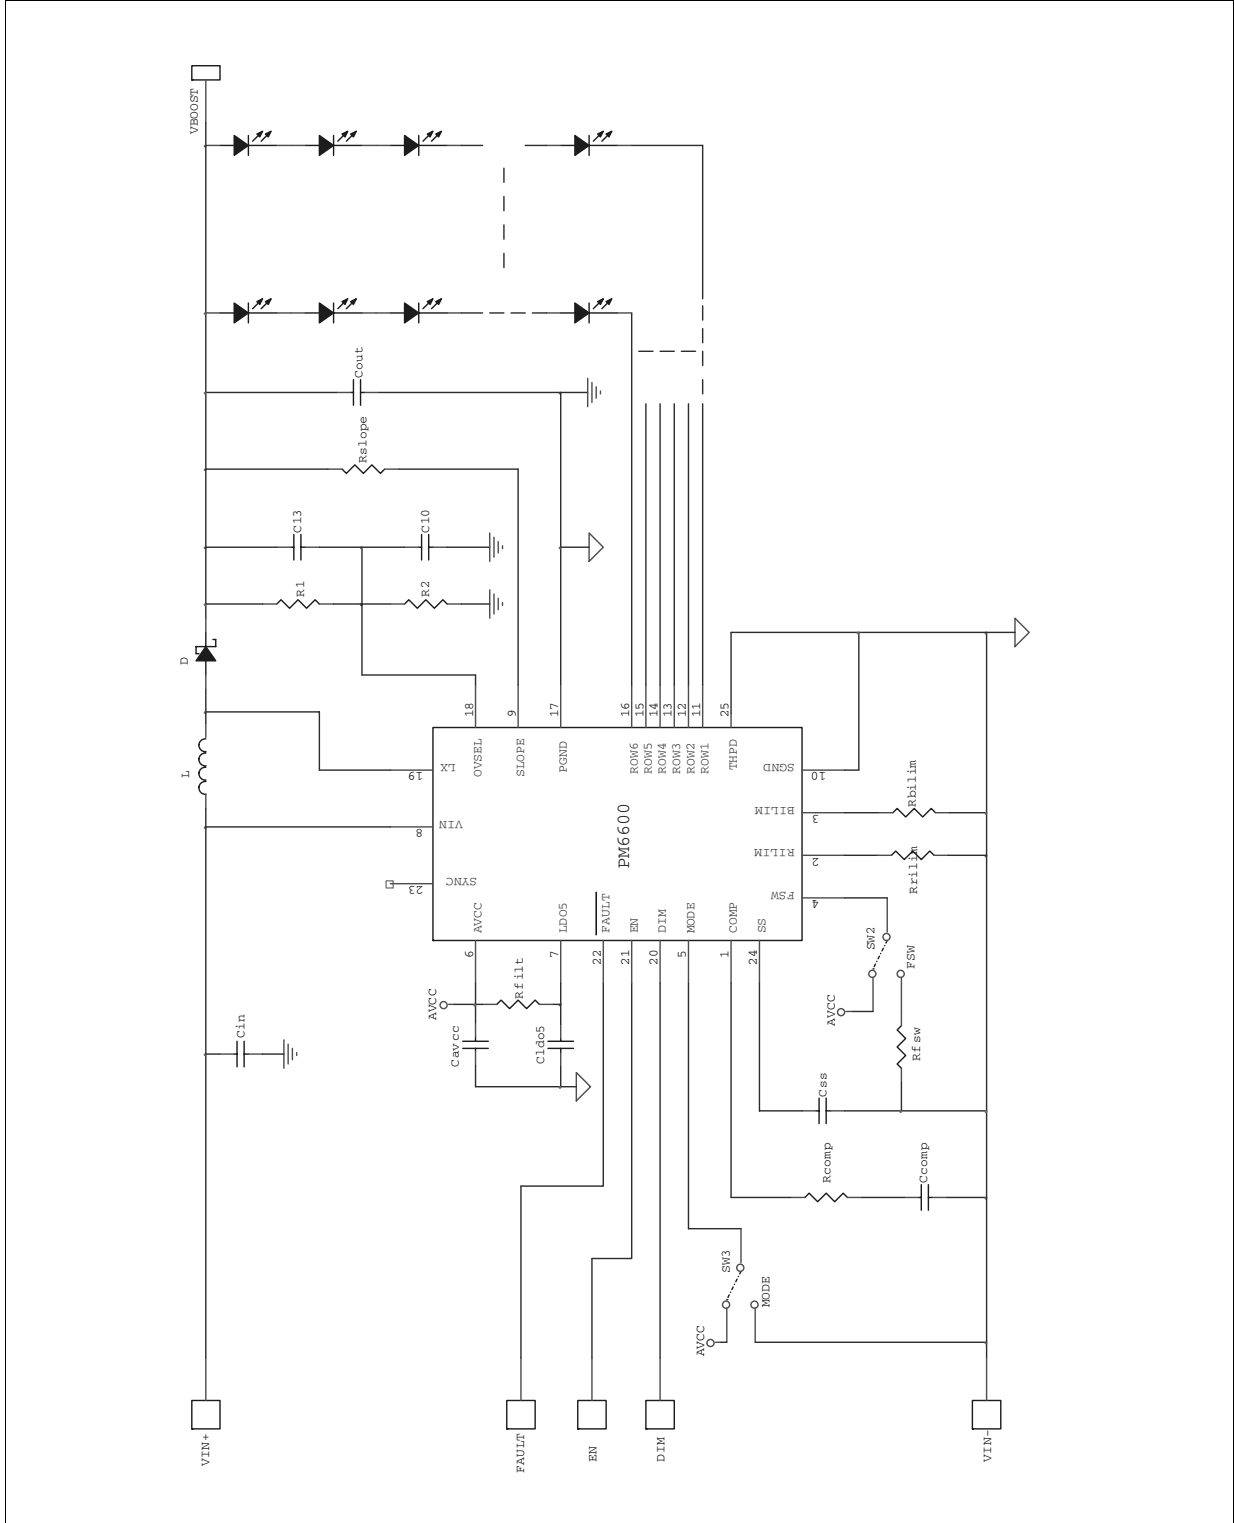 VBOOST
Cout
Rslope
C13
C10
R1
R2
D
L
18
9
17
16
15
14
13
12
11
25
19
LX
OVSEL
SLOPE
PGND
ROW6
ROW5
ROW4
ROW3
ROW2
ROW1
THPD
SGND
10
8
VIN
PM6600
BILIM
3
Rbilim
RILIM
2
Rrilim
23
SYNC
AVCC
LDO5
FAULT
EN
DIM
MODE
COMP
SS
FSW
4
6
7
22
21
20
5
1
24
SW2
FSW
AVCC
Rfilt
AVCC
Cin
Cavcc
Cldo5
Rfsw
Css
Rcomp
Ccomp
SW3
MODE
AVCC
VIN+
FAULT
EN
DIM
VIN-